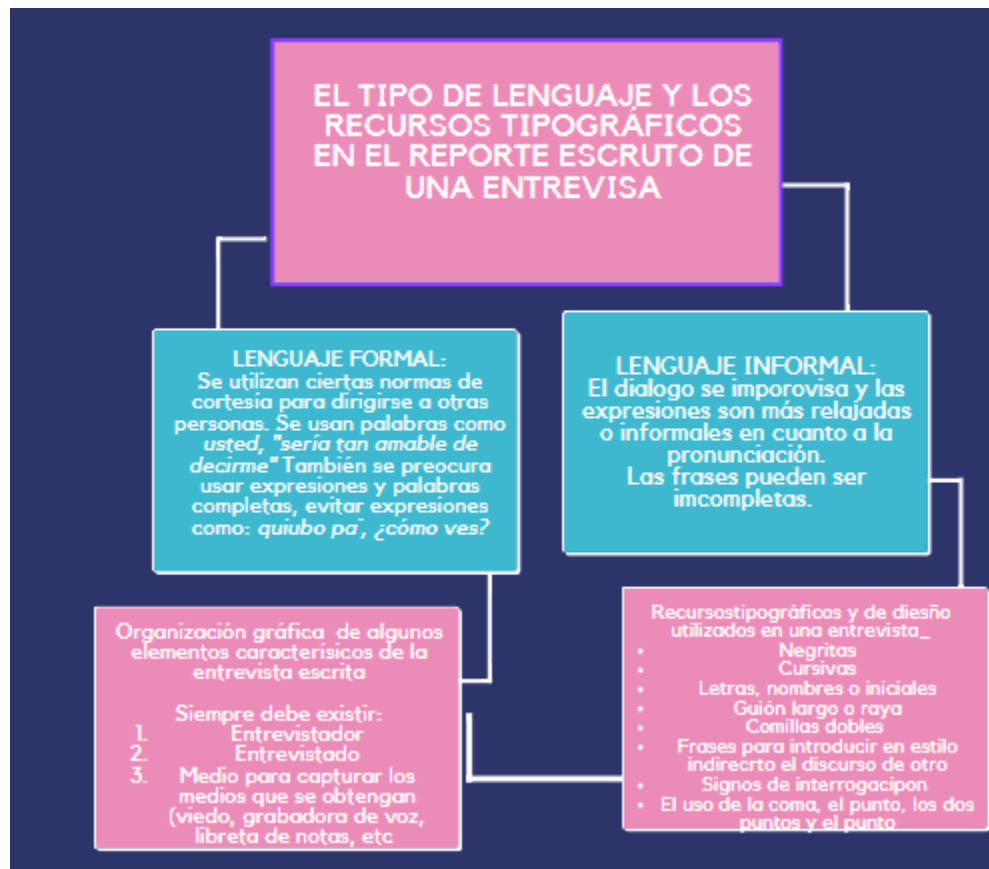 EL TIPO DE LENGUAJE Y LOS
RECURSOS TIPOGRÁFICOS
EN EL REPORTE ESCRUTO DE
UNA ENTREVISA
LENGUAJE FORMAL:
Se utilizan ciertas normas de
cortesía para dirigirse a otras
personas. Se usan palabras como
usted, "sería tan amable de
decirme" También se preocura
usar expresiones y palabras
completas, evitar expresiones
como: quiubo pa´, ¿cómo ves?
LENGUAJE INFORMAL:
El dialogo se imporovisa y las
expresiones son más relajadas
o informales en cuanto a la
pronunciación.
Las frases pueden ser
imcompletas.
Organización gráfica de algunos
elementos caracterísicos de la
entrevista escrita
Siempre debe existir:
1. Entrevistador
2. Entrevistado
3. Medio para capturar los
medios que se obtengan
(viedo, grabadora de voz,
libreta de notas, etc
Recursostipográficos y de diesño
utilizados en una entrevista_
• Negritas
• Cursivas
• Letras, nombres o iniciales
• Guión largo o raya
• Comillas dobles
• Frases para introducir en estilo
indirecrto el discurso de otro
• Signos de interrogacipon
• El uso de la coma, el punto, los dos
puntos y el punto